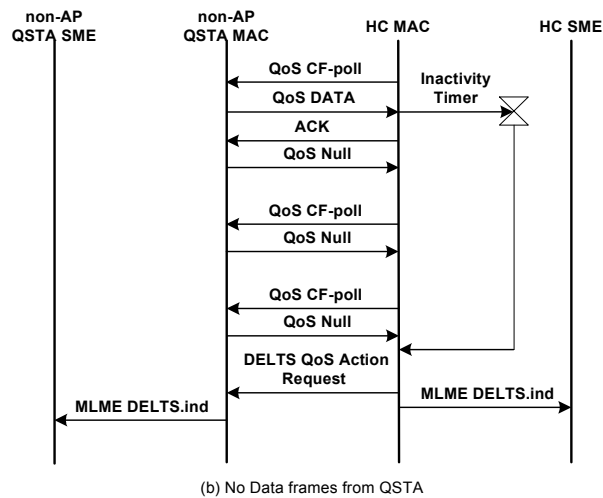 non-AP
QSTA SME
non-AP
QSTA MAC
HC MAC
HC SME
QoS CF-poll
Inactivity
Timer
QoS DATA
ACK
QoS Null
QoS CF-poll
QoS Null
QoS CF-poll
QoS Null
DELTS QoS Action
Request
MLME DELTS.ind
MLME DELTS.ind
(b) No Data frames from QSTA